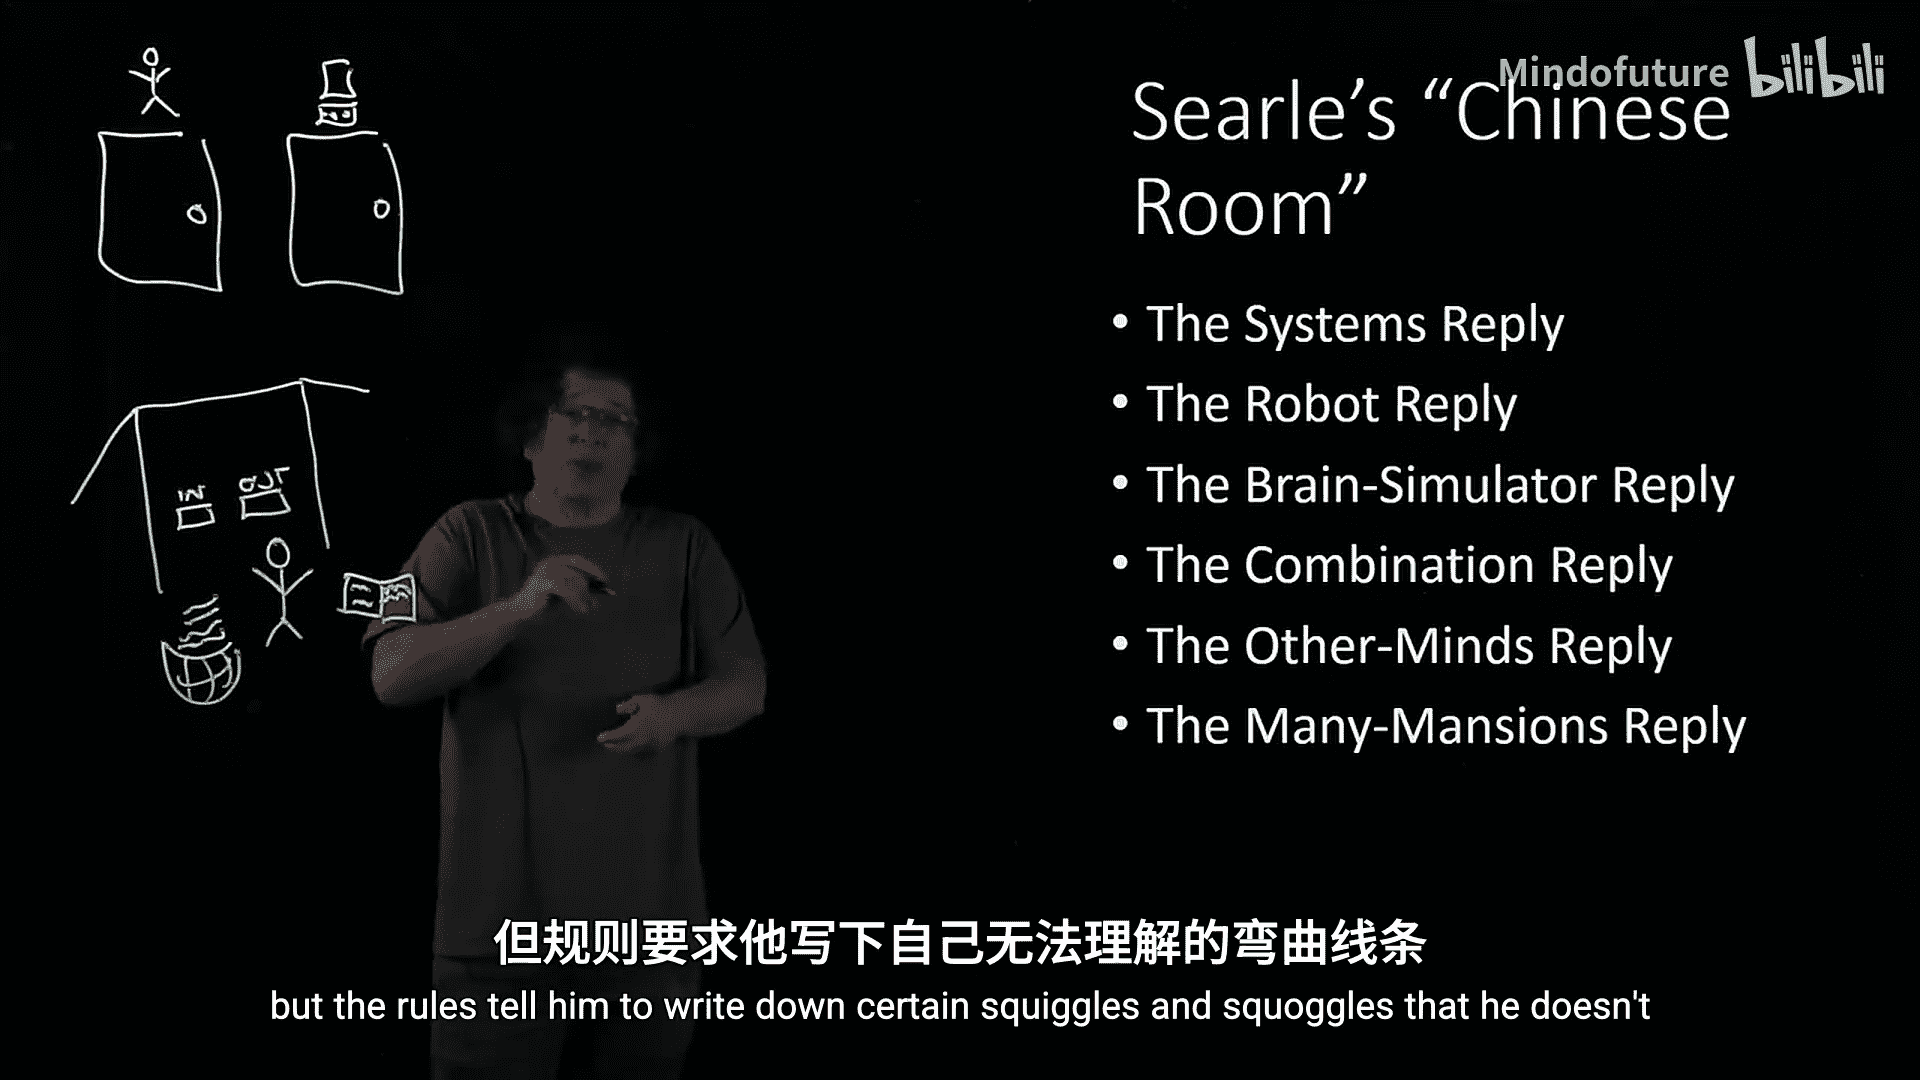 Mindofuture bilibili
Searle’s “Chinese
Room”
• The Systems Reply
• The Robot Reply
• The Brain-Simulator Reply
• The Combination Reply
• The Other-Minds Reply
• The Many-Mansions Reply
IN OUT
但规则要求他写下自己无法理解的弯曲线条
but the rules tell him to write down certain squiggles and squoggles that he doesn't